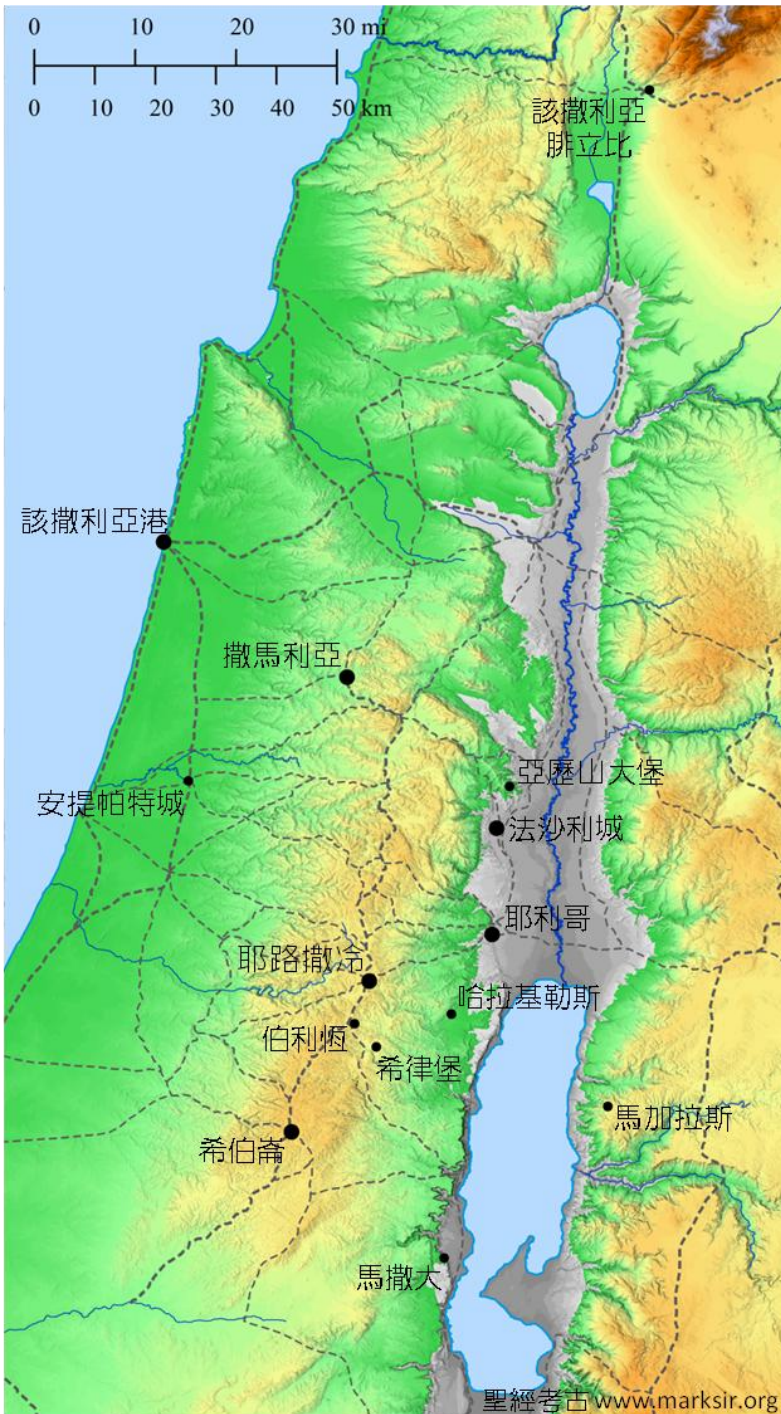 0 10 20 30 mi
0 10 20 30 40 50 km
該撒利亞
腓立比
該撒利亞港
撒馬利亞
亞歷山大堡
安提帕特城
法沙利城
耶利哥
耶路撒冷
哈拉基勒斯
伯利恆
希律堡
馬加拉斯
希伯崙
馬撒大
聖經考古 www.marksir.org